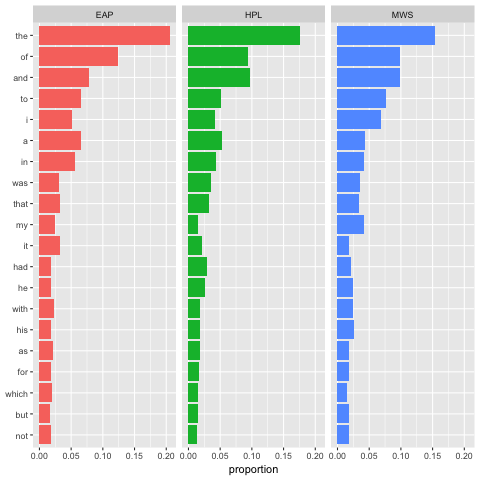 EAP HPL MWS
the
of
and
to
i
a
in
was
that
my
it
had
he
with
his
as
for
which
but
not
0.00 0.05 0.10 0.15 0.20 0.00 0.05 0.10 0.15 0.20 0.00 0.05 0.10 0.15 0.20
proportion